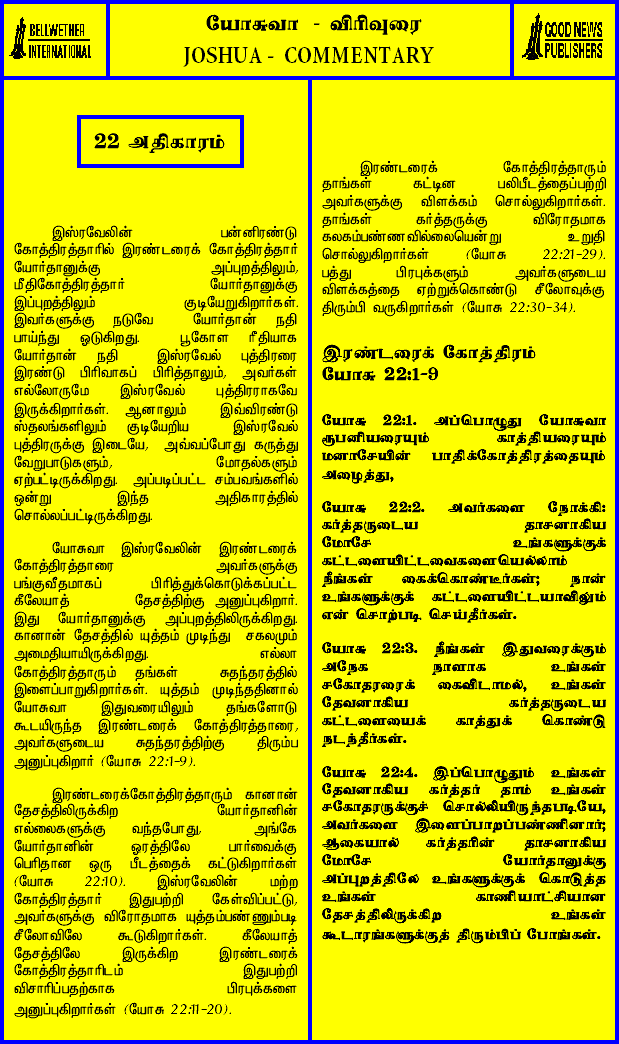 BELLWETHER
INTERNATIONAL
யோசுவா - விரிவுரை
JOSHUA - COMMENTARY
GOOD NEWS
PUBLISHERS
22 அதிகாரம்
இஸ்ரவேலின் பன்னிரண்டு
கோத்திரத்தாரில் இரண்டரைக் கோத்திரத்தார்
யோர்தானுக்கு அப்புறத்திலும்,
மீதிகோத்திரத்தார் யோர்தானுக்கு
இப்புறத்திலும் குடியேறுகிறார்கள்.
இவர்களுக்கு நடுவே யோர்தான் நதி
பாய்ந்து ஓடுகிறது. பூகோள ரீதியாக
யோர்தான் நதி இஸ்ரவேல் புத்திரரை
இரண்டு பிரிவாகப் பிரித்தாலும், அவர்கள்
எல்லோருமே இஸ்ரவேல் புத்திரராகவே
இருக்கிறார்கள். ஆனாலும் இவ்விரண்டு
ஸ்தலங்களிலும் குடியேறிய இஸ்ரவேல்
புத்திரருக்கு இடையே, அவ்வப்போது கருத்து
வேறுபாடுகளும், மோதல்களும்
ஏற்பட்டிருக்கிறது. அப்படிப்பட்ட சம்பவங்களில்
ஒன்று இந்த அதிகாரத்தில்
சொல்லப்பட்டிருக்கிறது.
யோசுவா இஸ்ரவேலின் இரண்டரைக்
கோத்திரத்தாரை அவர்களுக்கு
பங்குவீதமாகப் பிரித்துக்கொடுக்கப்பட்ட
கீலேயாத் தேசத்திற்கு அனுப்புகிறார்.
இது யோர்தானுக்கு அப்புறத்திலிருக்கிறது.
கானான் தேசத்தில் யுத்தம் முடிந்து சகலமும்
அமைதியாயிருக்கிறது. எல்லா
கோத்திரத்தாரும் தங்கள் சுதந்தரத்தில்
இளைப்பாறுகிறார்கள். யுத்தம் முடிந்ததினால்
யோசுவா இதுவரையிலும் தங்களோடு
கூடயிருந்த இரண்டரைக் கோத்திரத்தாரை,
அவர்களுடைய சுதந்தரத்திற்கு திரும்ப
அனுப்புகிறார் (யோசு 22:1-9).
இரண்டரைக்கோத்திரத்தாரும் கானான்
தேசத்திலிருக்கிற யோர்தானின்
எல்லைகளுக்கு வந்தபோது, அங்கே
யோர்தானின் ஓரத்திலே பார்வைக்கு
பெரிதான ஒரு பீடத்தைக் கட்டுகிறார்கள்
(யோசு 22:10). இஸ்ரவேலின் மற்ற
கோத்திரத்தார் இதுபற்றி கேள்விப்பட்டு,
அவர்களுக்கு விரோதமாக யுத்தம்பண்ணும்படி
சீலோவிலே கூடுகிறார்கள். கீலேயாத்
தேசத்திலே இருக்கிற இரண்டரைக்
கோத்திரத்தாரிடம் இதுபற்றி
விசாரிப்பதற்காக பிரபுக்களை
அனுப்புகிறார்கள் (யோசு 22:11-20).
இரண்டரைக் கோத்திரத்தாரும்
தாங்கள் கட்டின பலிபீடத்தைப்பற்றி
அவர்களுக்கு விளக்கம் சொல்லுகிறார்கள்.
தாங்கள் கர்த்தருக்கு விரோதமாக
கலகம்பண்ணவில்லையென்று உறுதி
சொல்லுகிறார்கள் (யோசு 22:21-29).
பத்து பிரபுக்களும் அவர்களுடைய
விளக்கத்தை ஏற்றுக்கொண்டு சீலோவுக்கு
திரும்பி வருகிறார்கள் (யோசு 22:30-34).
இரண்டரைக் கோத்திரம்
யோசு 22:1-9
யோசு 22:1. அப்பொழுது யோசுவா
ரூபனியரையும் காத்தியரையும்
மனாசேயின் பாதிக்கோத்திரத்தையும்
அழைத்து,
யோசு 22:2. அவர்களை நோக்கி:
கர்த்தருடைய தாசனாகிய
மோசே உங்களுக்குக்
கட்டளையிட்டவைகளையெல்லாம்
நீங்கள் கைக்கொண்டீர்கள்; நான்
உங்களுக்குக் கட்டளையிட்டயாவிலும்
என் சொற்படி செய்தீர்கள்.
யோசு 22:3. நீங்கள் இதுவரைக்கும்
அநேக நாளாக உங்கள்
சகோதரரைக் கைவிடாமல், உங்கள்
தேவனாகிய கர்த்தருடைய
கட்டளையைக் காத்துக் கொண்டு
நடந்தீர்கள்.
யோசு 22:4. இப்பொழுதும் உங்கள்
தேவனாகிய கர்த்தர் தாம் உங்கள்
சகோதரருக்குச் சொல்லியிருந்தபடியே,
அவர்களை இளைப்பாறப்பண்ணினார்;
ஆகையால் கர்த்தரின் தாசனாகிய
மோசே யோர்தானுக்கு
அப்புறத்திலே உங்களுக்குக் கொடுத்த
உங்கள் காணியாட்சியான
தேசத்திலிருக்கிற உங்கள்
கூடாரங்களுக்குத் திரும்பிப் போங்கள்.